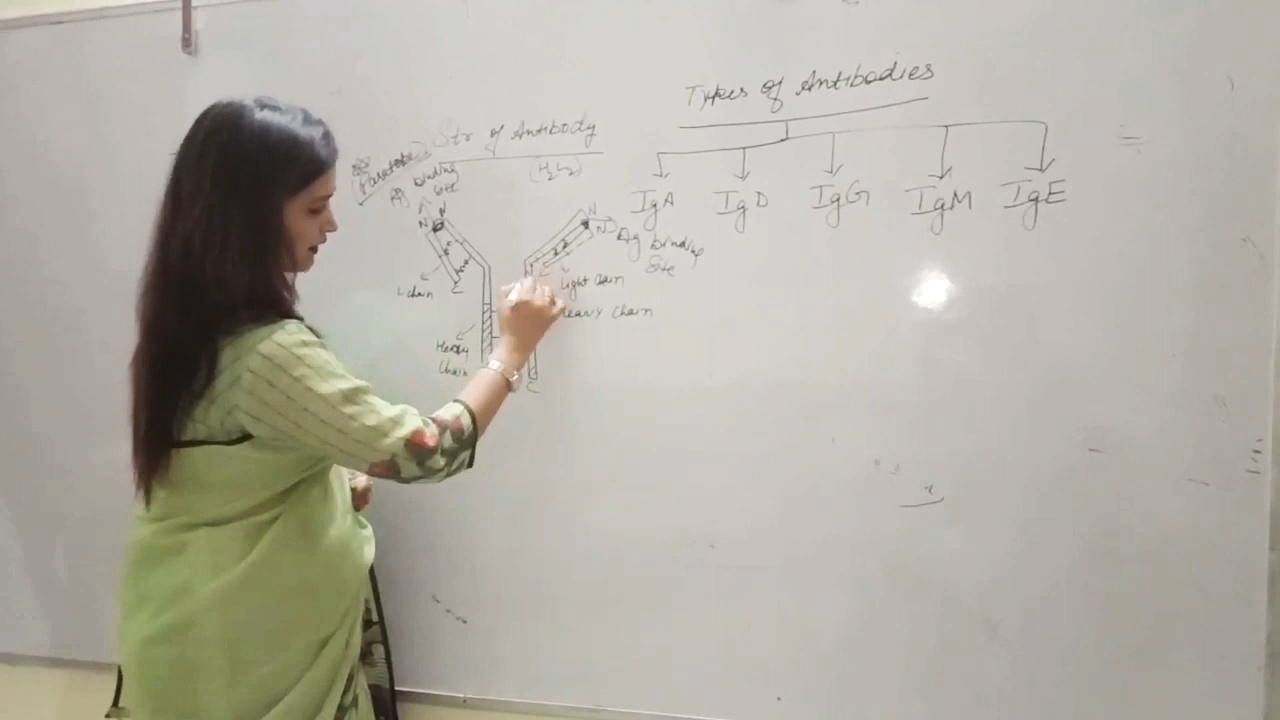 Types of Antibodies
IgA IgD IgG IgM IgE
Str of Antibody
(H2L2)
(Paratope)
Ag binding
site
N N
L chain
C
Heavy
Chain
N
N
Ag binding
Site
C
Light Chain
Heavy Chain
C